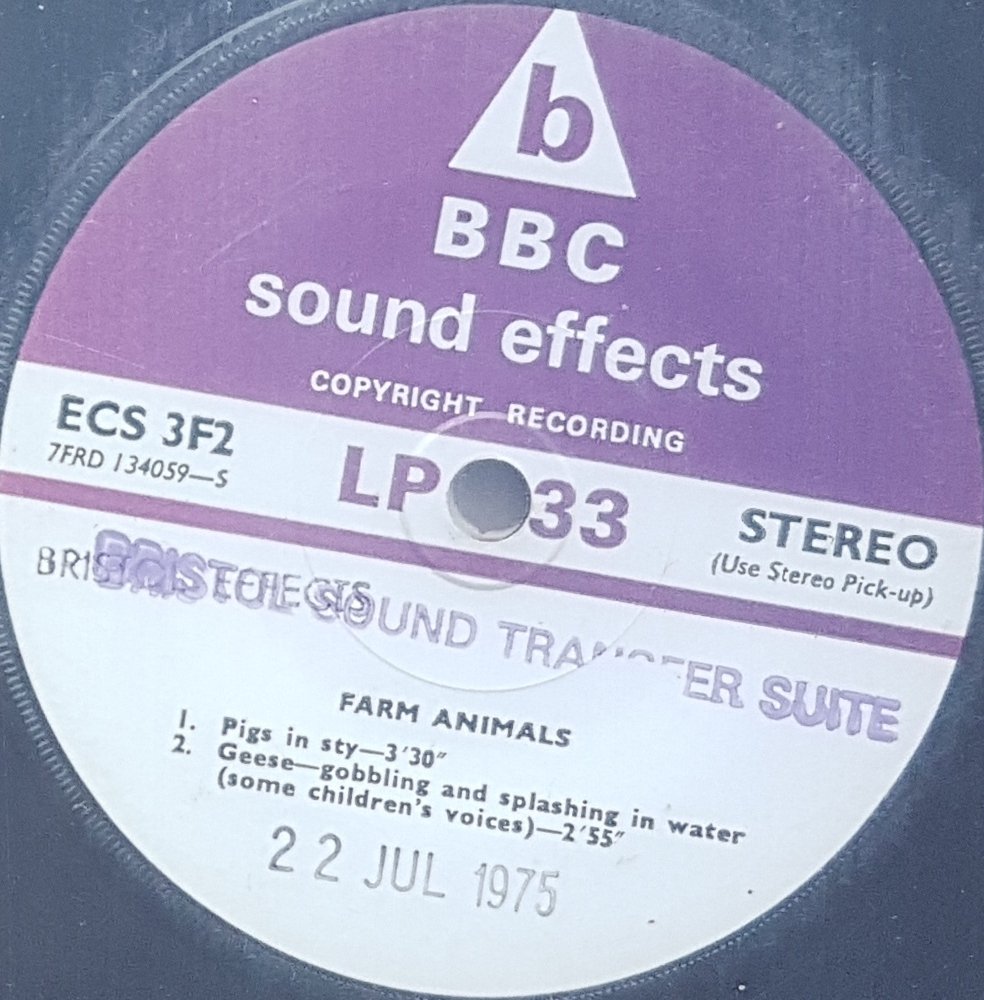 b
BBC
sound effects
COPYRIGHT RECORDING
ECS 3F2
7FRD 134059—S
LP 33
STEREO
(Use Stereo Pick-up)
BRISTOL SOUND TRANSFER SUITE
FARM ANIMALS
1. Pigs in sty—3'30"
2. Geese—gobbling and splashing in water
(some children's voices)—2'55"
22 JUL 1975